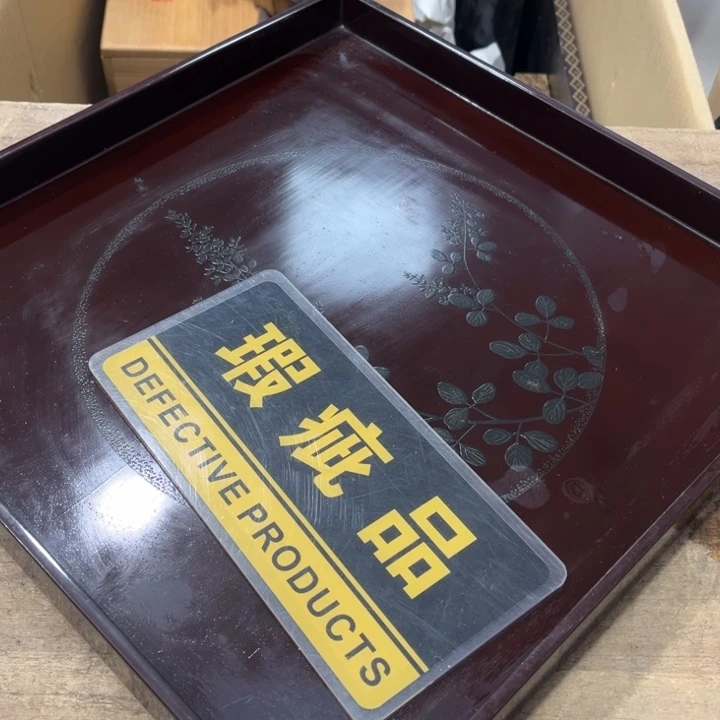 瑕疵品
DEFECTIVE PRODUCTS